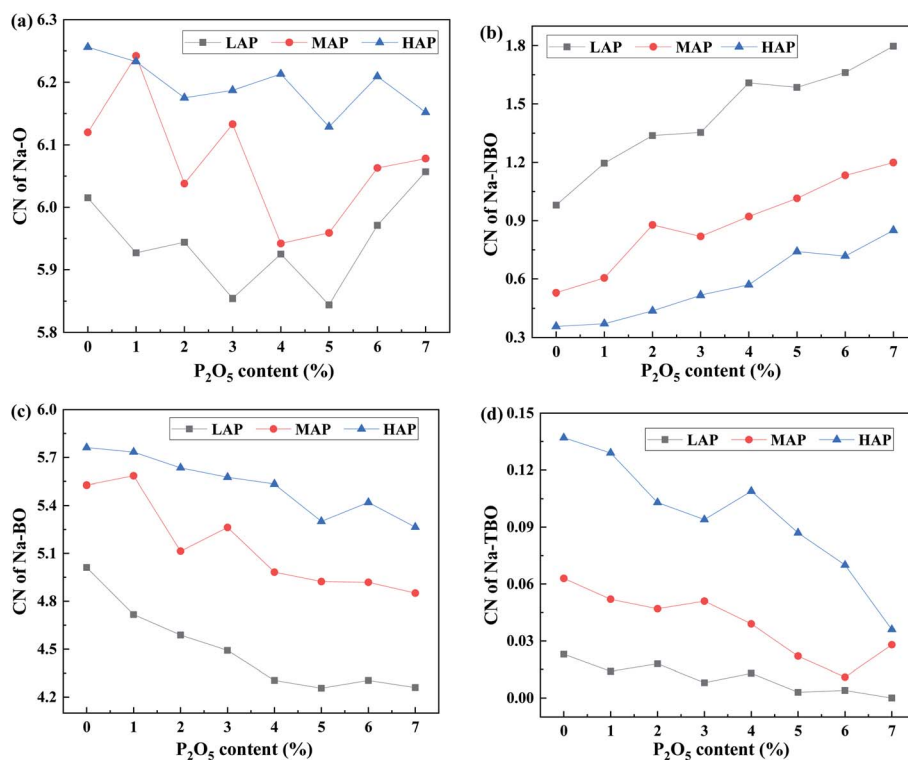 (a)
6.3
6.2
6.1
6.0
5.9
5.8
CN of Na-O
LAP MAP HAP
0 1 2 3 4 5 6 7
P₂O₅ content (%)
(b)
1.8
1.5
1.2
0.9
0.6
0.3
CN of Na-NBO
LAP MAP HAP
0 1 2 3 4 5 6 7
P₂O₅ content (%)
(c)
6.0
5.7
5.4
5.1
4.8
4.5
4.2
CN of Na-BO
LAP MAP HAP
0 1 2 3 4 5 6 7
P₂O₅ content (%)
(d)
0.15
0.12
0.09
0.06
0.03
0.00
CN of Na-TBO
LAP MAP HAP
0 1 2 3 4 5 6 7
P₂O₅ content (%)